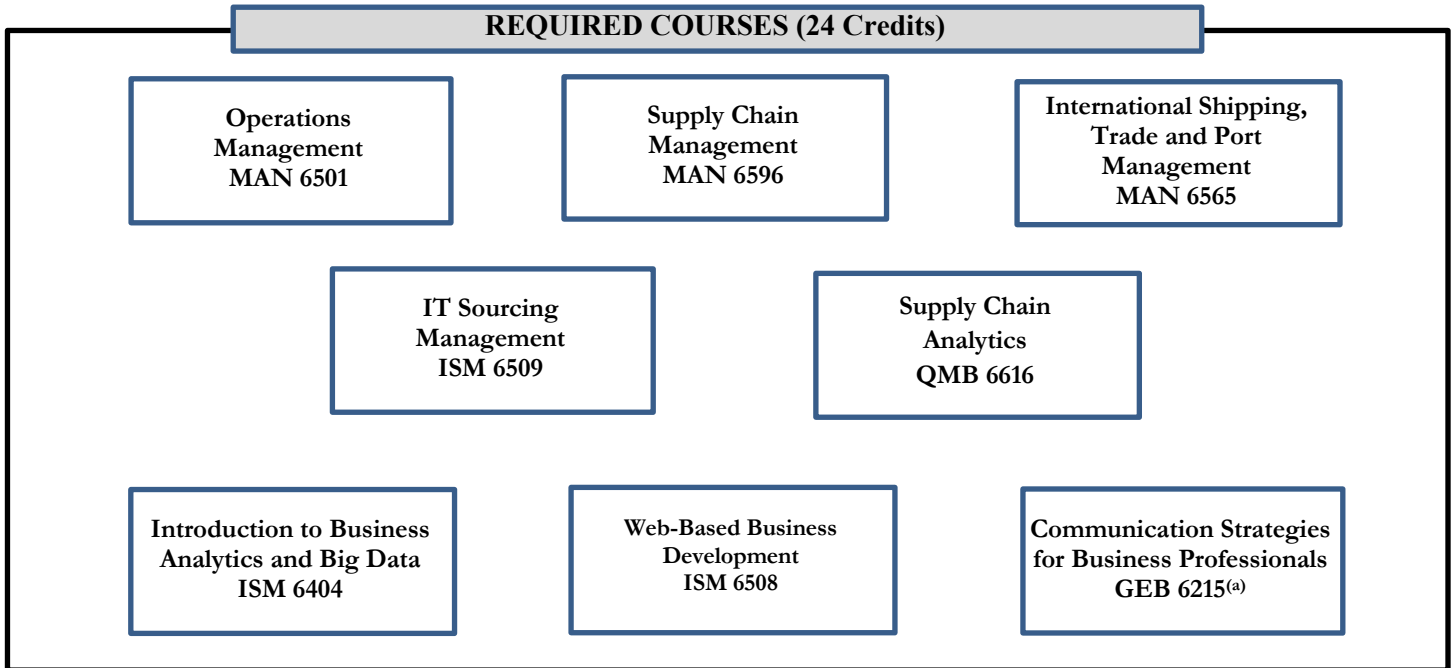 REQUIRED COURSES (24 Credits)
Operations
Management
MAN 6501
Supply Chain
Management
MAN 6596
International Shipping,
Trade and Port
Management
MAN 6565
IT Sourcing
Management
ISM 6509
Supply Chain
Analytics
QMB 6616
Introduction to Business
Analytics and Big Data
ISM 6404
Web-Based Business
Development
ISM 6508
Communication Strategies
for Business Professionals
GEB 6215(a)